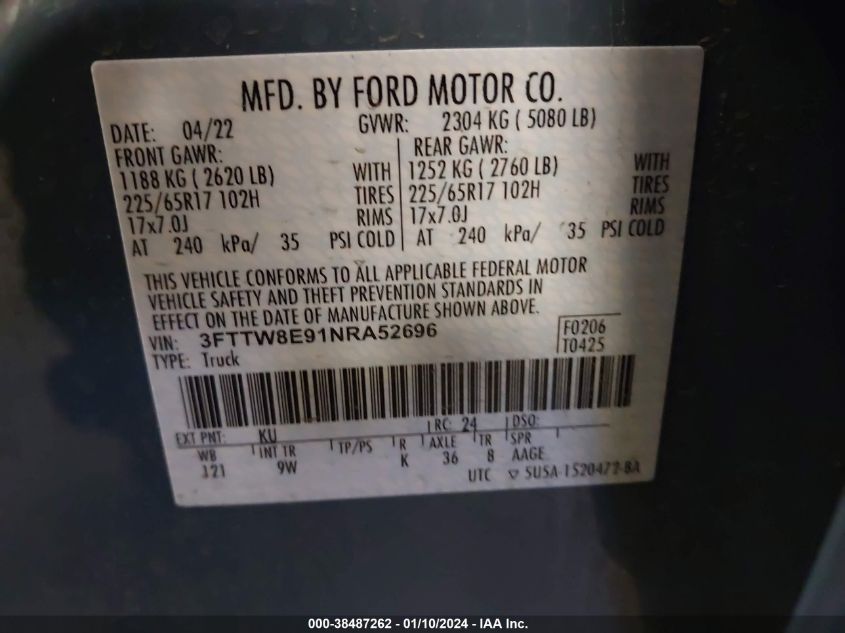 MFD. BY FORD MOTOR CO.
DATE: 04/22 GVWR: 2304 KG ( 5080 LB)
FRONT GAWR: REAR GAWR:
1188 KG ( 2620 LB) WITH 1252 KG ( 2760 LB) WITH
225/65R17 102H TIRES 225/65R17 102H TIRES
17x7.0J RIMS 17x7.0J RIMS
AT 240 kPa/ 35 PSI COLD AT 240 kPa/ 35 PSI COLD
THIS VEHICLE CONFORMS TO ALL APPLICABLE FEDERAL MOTOR
VEHICLE SAFETY AND THEFT PREVENTION STANDARDS IN
EFFECT ON THE DATE OF MANUFACTURE SHOWN ABOVE.
VIN: 3FTTW8E91NRA52696 F0206
TYPE: Truck T0425
EXT PNT: KU RC: 24 DSO:
WB INT TR TP/PS R AXLE TR SPR
121 9W K 36 8 AAGE
UTC ▽ 5USA-1520472-BA
000-38487262 - 01/10/2024 - IAA Inc.